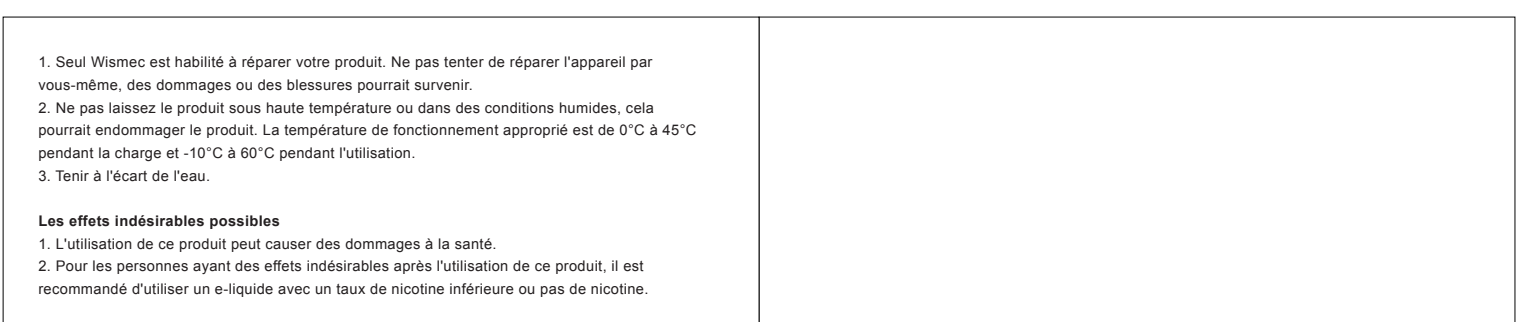 1. Seul Wismec est habilité à réparer votre produit. Ne pas tenter de réparer l'appareil par
vous-même, des dommages ou des blessures pourrait survenir.
2. Ne pas laissez le produit sous haute température ou dans des conditions humides, cela
pourrait endommager le produit. La température de fonctionnement approprié est de 0°C à 45°C
pendant la charge et -10°C à 60°C pendant l'utilisation.
3. Tenir à l'écart de l'eau.
Les effets indésirables possibles
1. L'utilisation de ce produit peut causer des dommages à la santé.
2. Pour les personnes ayant des effets indésirables après l'utilisation de ce produit, il est
recommandé d'utiliser un e-liquide avec un taux de nicotine inférieure ou pas de nicotine.